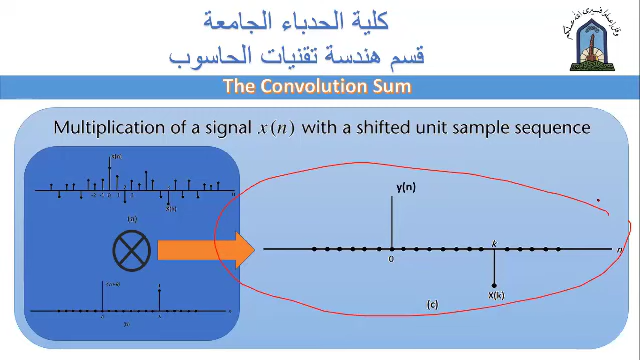 كلية الحدباء الجامعة
قسم هندسة تقنيات الحاسوب
The Convolution Sum
Multiplication of a signal x(n) with a shifted unit sample sequence
x(n)
X(k)
(a)
0
k
(b)
y(n)
0
k
n
X(k)
(c)